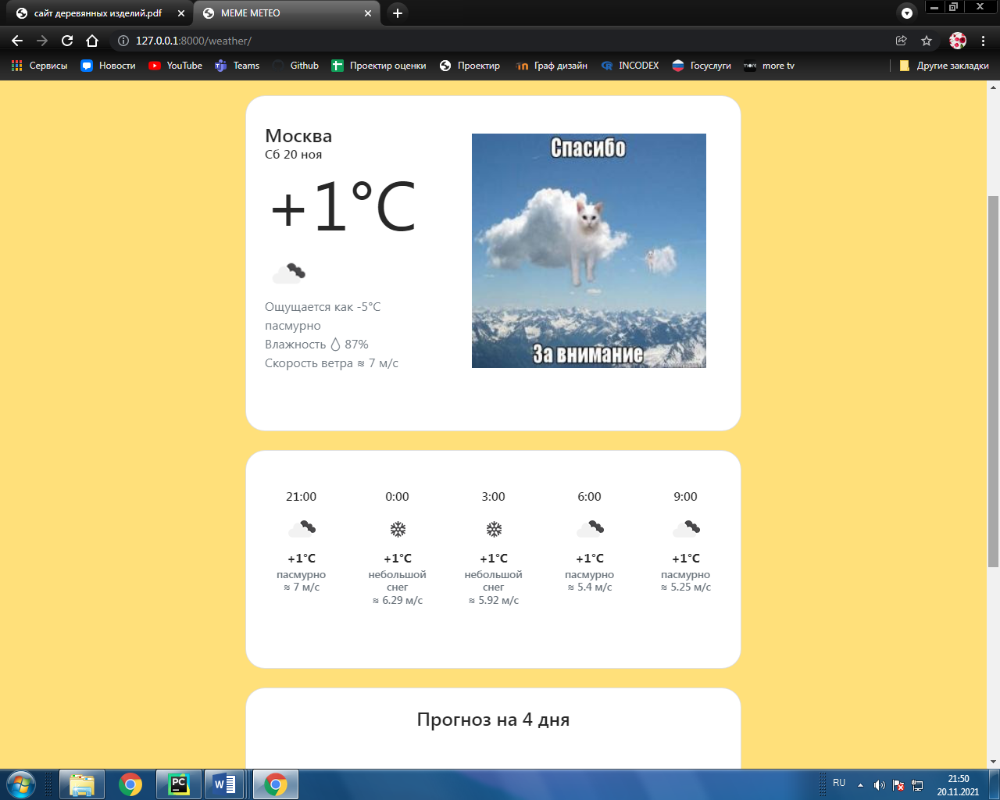 сайт деревянных изделий.pdf
MEME METEO
127.0.0.1:8000/weather/
Сервисы
Новости
YouTube
Teams
Github
Проектир оценки
Проектир
Граф дизайн
INCODEX
Госуслуги
more tv
Другие закладки
Москва
Сб 20 ноя
+1°C
Ощущается как -5°C
пасмурно
Влажность 87%
Скорость ветра ≈ 7 м/с
Спасибо
За внимание
21:00 0:00 3:00 6:00 9:00
+1°C +1°C +1°C +1°C +1°C
пасмурно небольшой небольшой пасмурно пасмурно
≈ 7 м/с снег снег ≈ 5.4 м/с ≈ 5.25 м/с
≈ 6.29 м/с ≈ 5.92 м/с
Прогноз на 4 дня
PC
W
RU
21:50
20.11.2021